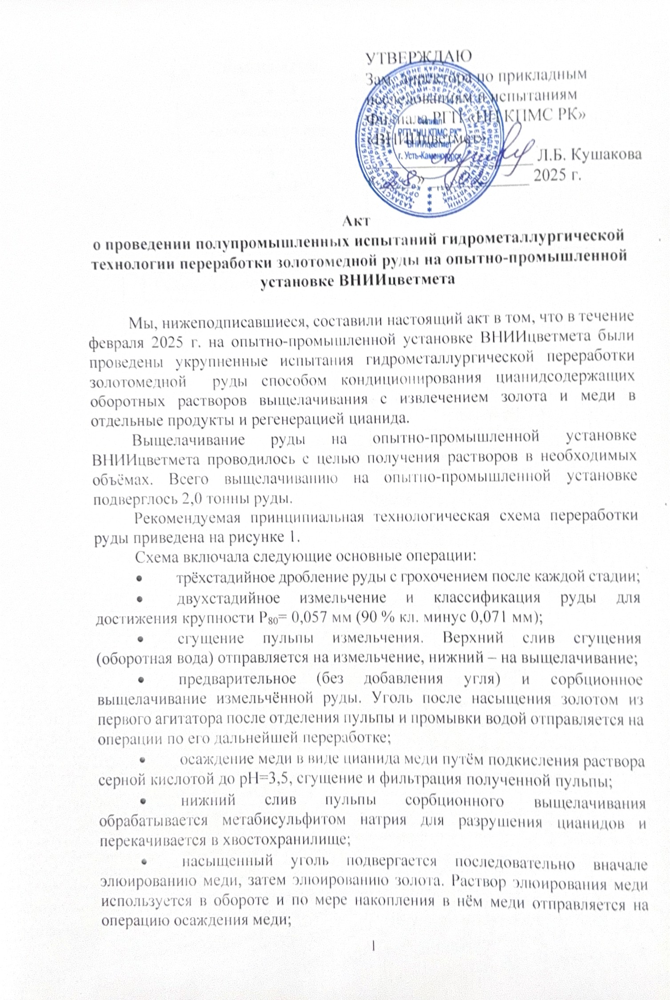 УТВЕРЖДАЮ
Зам. директора по прикладным
исследованиям и испытаниям
Филиала РГП «НЦ КПМС РК»
«ВНИИцветмет»
Л.Б. Кушакова
«28» 2025 г.
Филиал
РГП "НЦ КПМС РК"
"ВНИИцветмет"
г. Усть-Каменогорск
Акт
о проведении полупромышленных испытаний гидрометаллургической
технологии переработки золотомедной руды на опытно-промышленной
установке ВНИИцветмета
Мы, нижеподписавшиеся, составили настоящий акт в том, что в течение
февраля 2025 г. на опытно-промышленной установке ВНИИцветмета были
проведены укрупненные испытания гидрометаллургической переработки
золотомедной руды способом кондиционирования цианидсодержащих
оборотных растворов выщелачивания с извлечением золота и меди в
отдельные продукты и регенерацией цианида.
Выщелачивание руды на опытно-промышленной установке
ВНИИцветмета проводилось с целью получения растворов в необходимых
объёмах. Всего выщелачиванию на опытно-промышленной установке
подверглось 2,0 тонны руды.
Рекомендуемая принципиальная технологическая схема переработки
руды приведена на рисунке 1.
Схема включала следующие основные операции:
• трёхстадийное дробление руды с грохочением после каждой стадии;
• двухстадийное измельчение и классификация руды для
достижения крупности P₈₀= 0,057 мм (90 % кл. минус 0,071 мм);
• сгущение пульпы измельчения. Верхний слив сгущения
(оборотная вода) отправляется на измельчение, нижний – на выщелачивание;
• предварительное (без добавления угля) и сорбционное
выщелачивание измельчённой руды. Уголь после насыщения золотом из
первого агитатора после отделения пульпы и промывки водой отправляется на
операции по его дальнейшей переработке;
• осаждение меди в виде цианида меди путём подкисления раствора
серной кислотой до pH=3,5, сгущение и фильтрация полученной пульпы;
• нижний слив пульпы сорбционного выщелачивания
обрабатывается метабисульфитом натрия для разрушения цианидов и
перекачивается в хвостохранилище;
• насыщенный уголь подвергается последовательно вначале
элюированию меди, затем элюированию золота. Раствор элюирования меди
используется в обороте и по мере накопления в нём меди отправляется на
операцию осаждения меди;
1